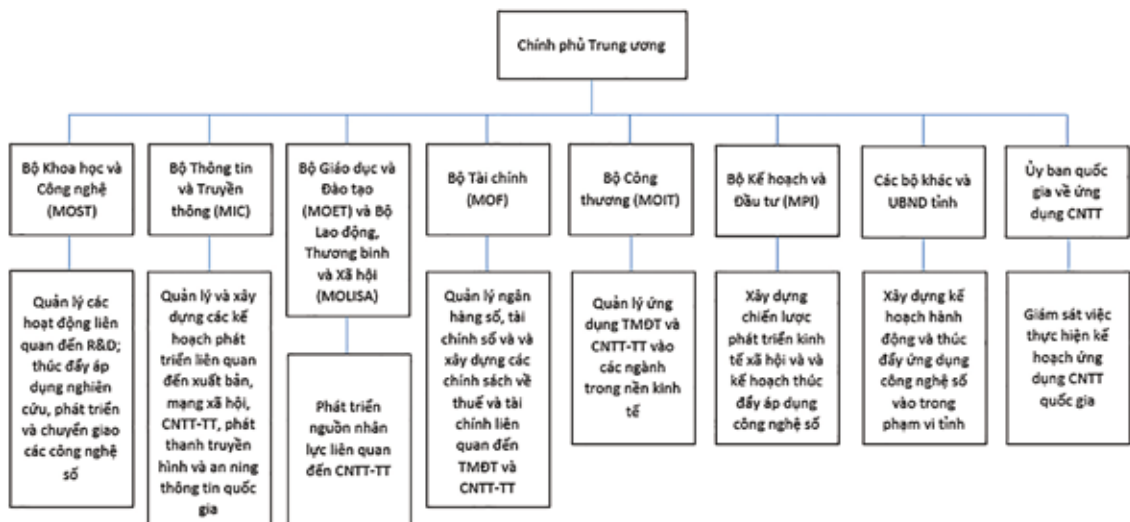 Chính phủ Trung ương
Bộ Khoa học và
Công nghệ
(MOST)
Bộ Thông tin
và Truyền
thông (MIC)
Bộ Giáo dục và
Đào tạo
(MOET) và Bộ
Lao động,
Thương binh
và Xã hội
(MOLISA)
Bộ Tài chính
(MOF)
Bộ Công
thương (MOIT)
Bộ Kế hoạch và
Đầu tư (MPI)
Các bộ khác và
UBND tỉnh
Ủy ban quốc
gia về ứng
dụng CNTT
Quản lý các
hoạt động liên
quan đến R&D;
thúc đẩy áp
dụng nghiên
cứu, phát triển
và chuyển giao
các công nghệ
số
Quản lý và xây
dựng các kế
hoạch phát
triển liên quan
đến xuất bản,
mạng xã hội,
CNTT-TT, phát
thanh truyền
hình và an ning
thông tin quốc
gia
Phát triển
nguồn nhân
lực liên quan
đến CNTT-TT
Quản lý ngân
hàng số, tài
chính số và và
xây dựng các
chính sách về
thuế và tài
chính liên
quan đến
TMĐT và
CNTT-TT
Quản lý ứng
dụng TMĐT và
CNTT-TT vào
các ngành
trong nền kinh
tế
Xây dựng
chiến lược
phát triển kinh
tế xã hội và và
kế hoạch thúc
đẩy áp dụng
công nghệ số
Xây dựng kế
hoạch hành
động và thúc
đẩy ứng dụng
công nghệ số
vào trong
phạm vi tỉnh
Giám sát việc
thực hiện kế
hoạch ứng
dụng CNTT
quốc gia